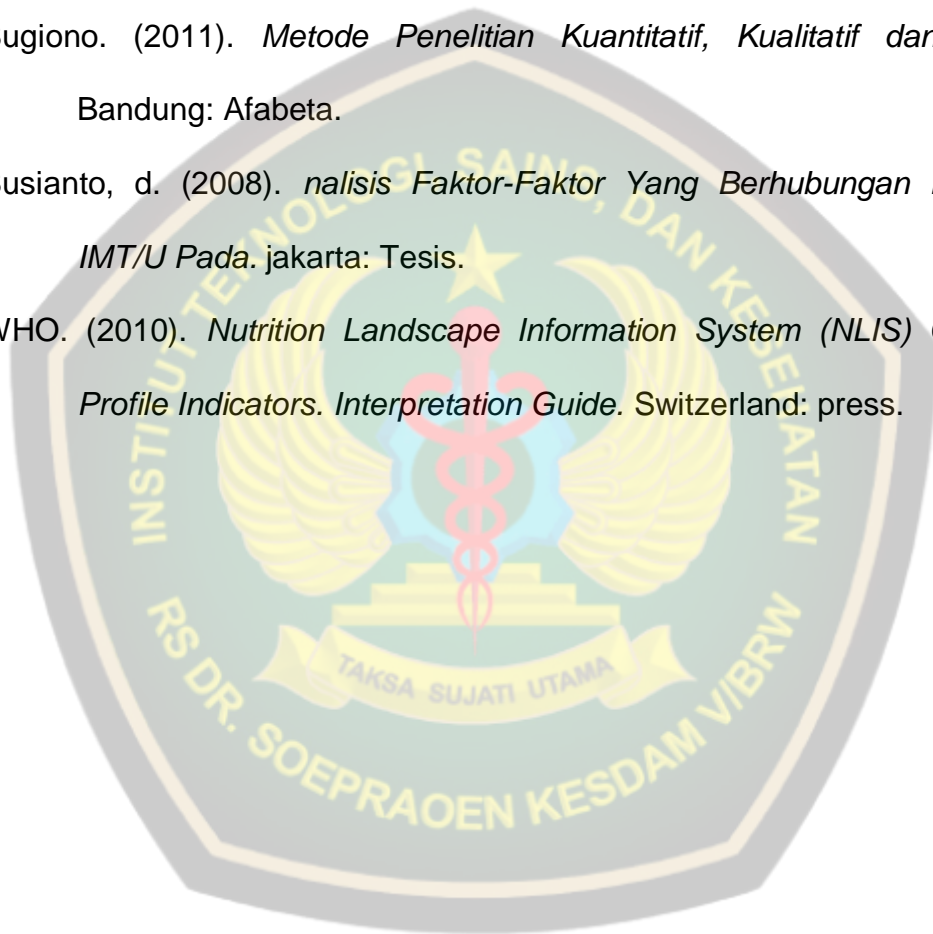 Sugiono. (2011). Metode Penelitian Kuantitatif, Kualitatif dan
Bandung: Afabeta.
Susianto, d. (2008). nalisis Faktor-Faktor Yang Berhubungan
IMT/U Pada. jakarta: Tesis.
WHO. (2010). Nutrition Landscape Information System (NLIS)
Profile Indicators. Interpretation Guide. Switzerland: press.
INSTITUT TEKNOLOGI, SAINS, DAN KESEHATAN
TAKSA SUJATI UTAMA
RS DR. SOEPRAOEN KESDAM V/BRW